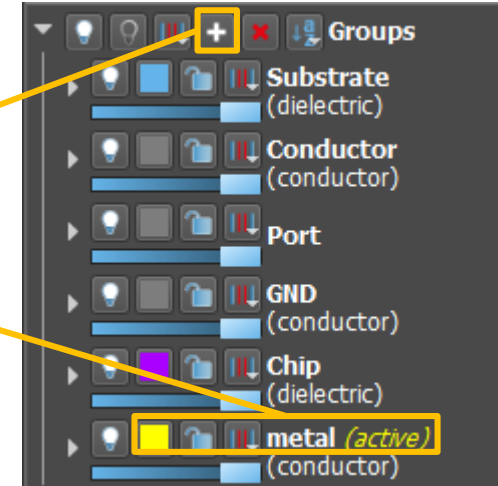 Groups
Substrate
(dielectric)
Conductor
(conductor)
Port
GND
(conductor)
Chip
(dielectric)
metal (active)
(conductor)